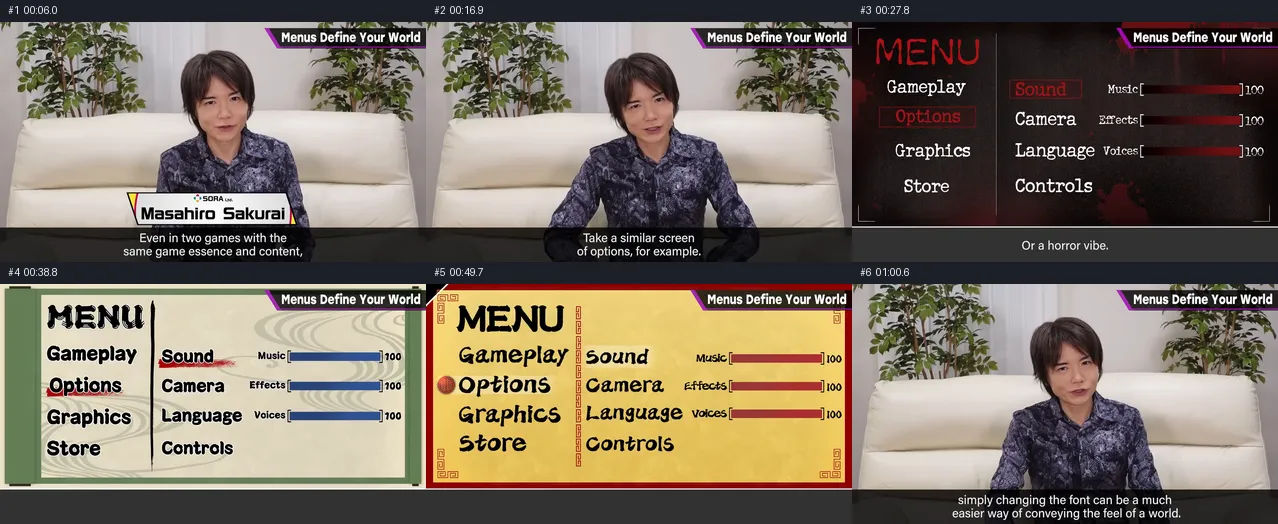 #1 00:06.0
Menus Define Your World
SORA Ltd.
Masahiro Sakurai
Even in two games with the
same game essence and content,
#2 00:16.9
Menus Define Your World
Take a similar screen
of options, for example.
#3 00:27.8
Menus Define Your World
MENU
Gameplay
Options
Graphics
Store
Sound
Camera
Language
Controls
Music[ ]100
Effects[ ]100
Voices[ ]100
Or a horror vibe.
#4 00:38.8
Menus Define Your World
MENU
Gameplay
Options
Graphics
Store
Sound
Camera
Language
Controls
Music[ ]100
Effects[ ]100
Voices[ ]100
#5 00:49.7
Menus Define Your World
MENU
Gameplay
Options
Graphics
Store
Sound
Camera
Language
Controls
Music[ ]100
Effects[ ]100
Voices[ ]100
#6 01:00.6
Menus Define Your World
simply changing the font can be a much
easier way of conveying the feel of a world.